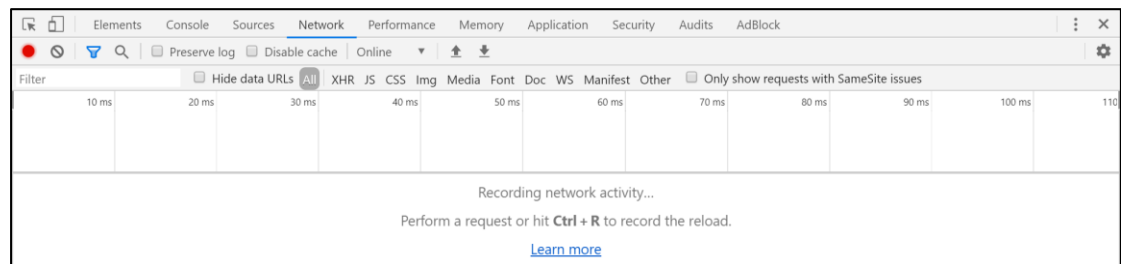 Elements Console Sources Network Performance Memory Application Security Audits AdBlock
Preserve log Disable cache Online
Filter Hide data URLs All XHR JS CSS Img Media Font Doc WS Manifest Other Only show requests with SameSite issues
10 ms 20 ms 30 ms 40 ms 50 ms 60 ms 70 ms 80 ms 90 ms 100 ms 110
Recording network activity...
Perform a request or hit Ctrl + R to record the reload.
Learn more